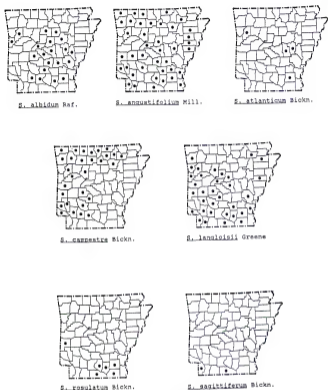 S. albidum Raf.
S. angustifolium Mill.
S. atlanticum Bickn.
S. campestre Bickn.
S. langloisii Greene
S. rosulatum Bickn.
S. sagittiferum Bickn.